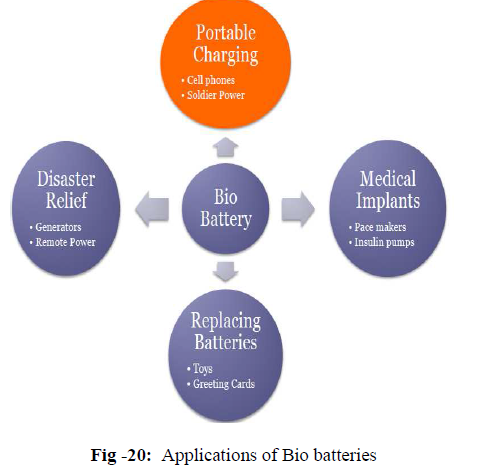 Portable
Charging
• Cell phones
• Soldier Power
Disaster
Relief
• Generators
• Remote Power
Bio
Battery
Medical
Implants
• Pace makers
• Insulin pumps
Replacing
Batteries
• Toys
• Greeting Cards
Fig -20: Applications of Bio batteries